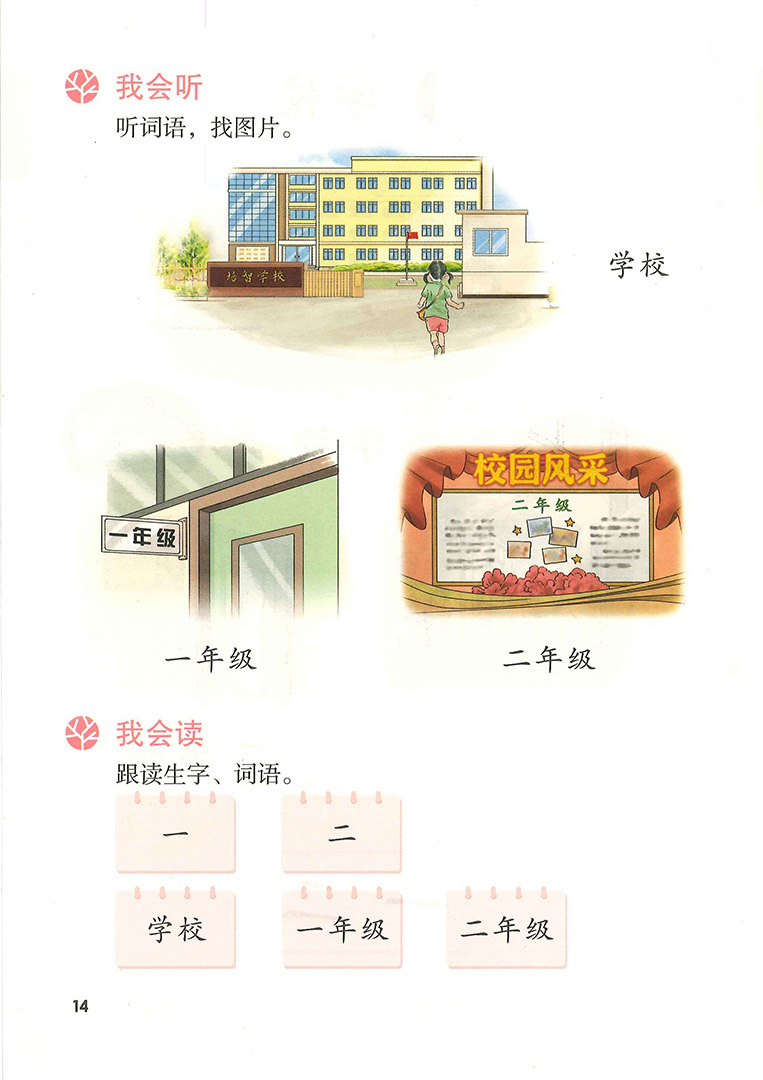 我会听
听词语，找图片。
培智学校
学校
一年级
校园风采
二年级
一年级
二年级
我会读
跟读生字、词语。
一
二
学校
一年级
二年级
14